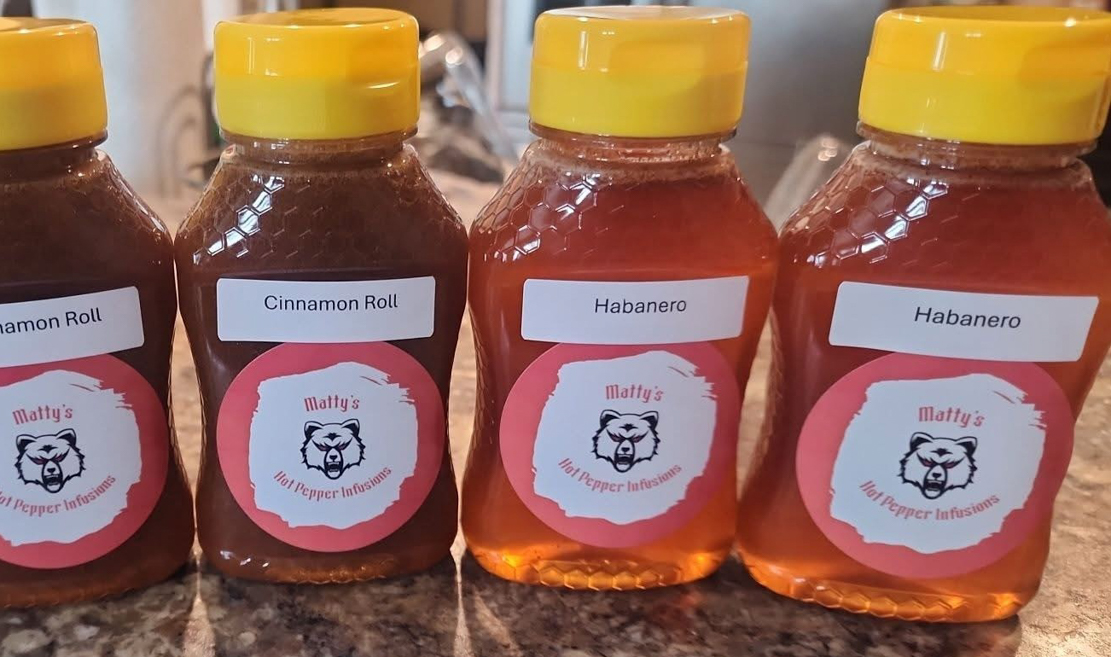 namon Roll
Matty's
Hot Pepper Infusions
Cinnamon Roll
Matty's
Hot Pepper Infusions
Habanero
Matty's
Hot Pepper Infusions
Habanero
Matty's
Hot Pepper Infusions